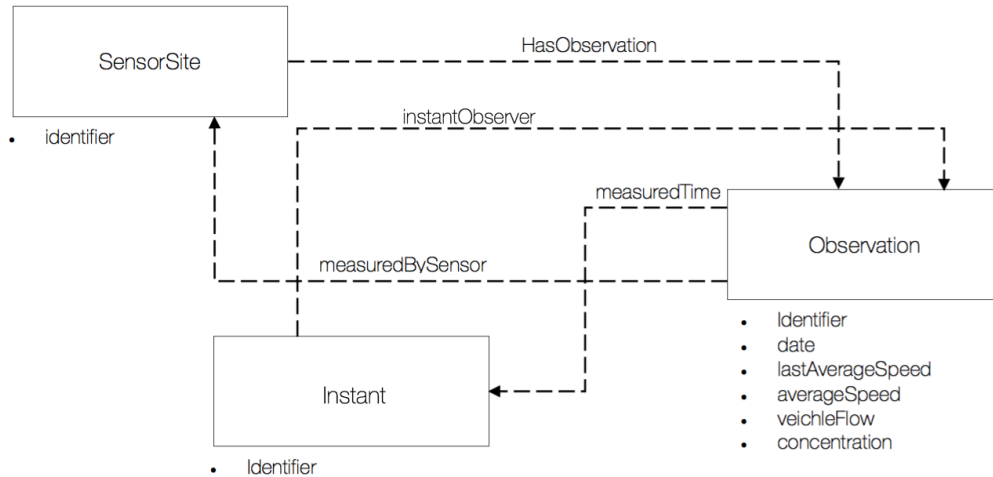 SensorSite
HasObservation
• identifier
instantObserver
measuredTime
Observation
measuredBySensor
• Identifier
• date
• lastAverageSpeed
• averageSpeed
• veichleFlow
• concentration
Instant
• Identifier